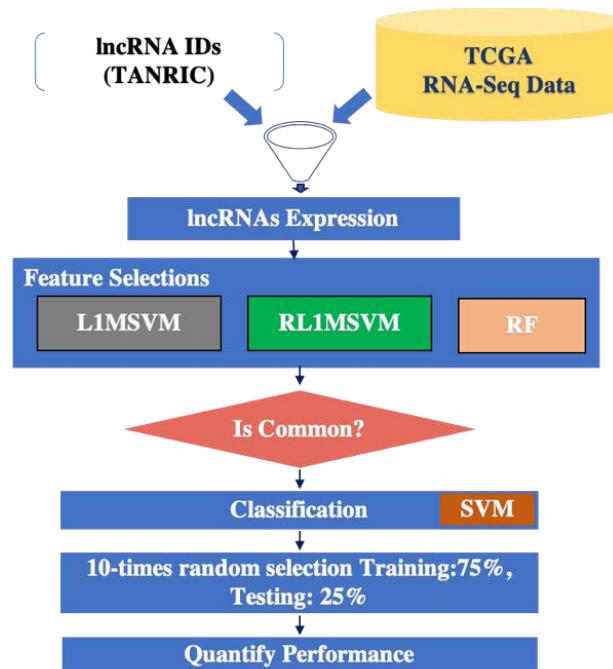 lncRNA IDs
(TANRIC)
TCGA
RNA-Seq Data
lncRNAs Expression
Feature Selections
L1MSVM
RL1MSVM
RF
Is Common?
Classification
SVM
10-times random selection Training:75%,
Testing: 25%
Quantify Performance